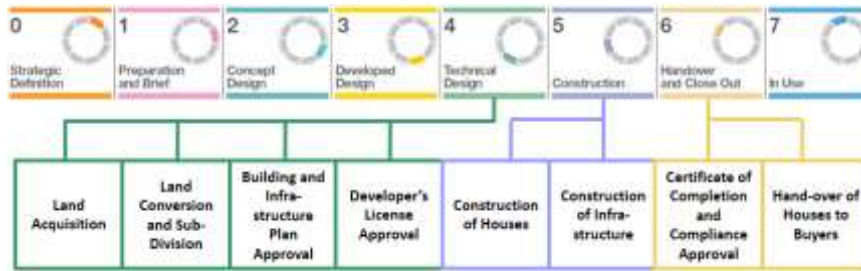 0
Strategic
Definition
1
Preparation
and Brief
2
Concept
Design
3
Developed
Design
4
Technical
Design
5
Construction
6
Handover
and Close Out
7
In Use
Land
Acquisition
Land
Conversion
and Sub-
Division
Building and
Infra-
structure
Plan
Approval
Developer's
License
Approval
Construction
of Houses
Construction
of Infra-
structure
Certificate of
Completion
and
Compliance
Approval
Hand-over of
Houses to
Buyers